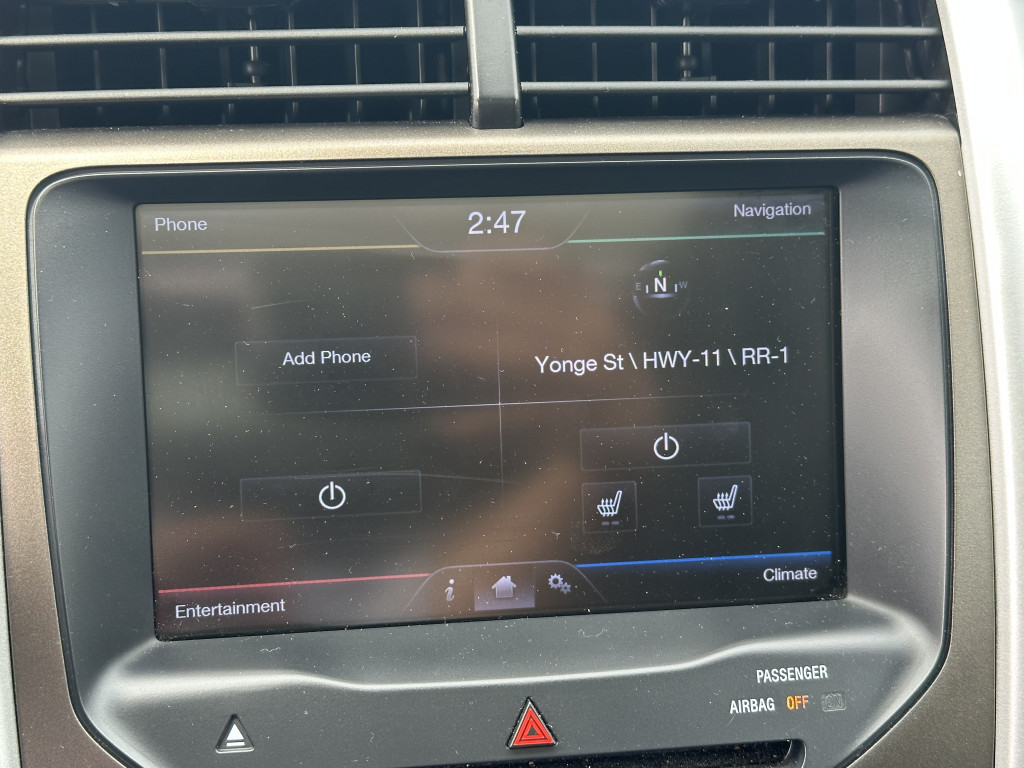 Phone
2:47
Navigation
E N W
Add Phone
Yonge St \ HWY-11 \ RR-1
Entertainment
i
Climate
PASSENGER
AIRBAG OFF